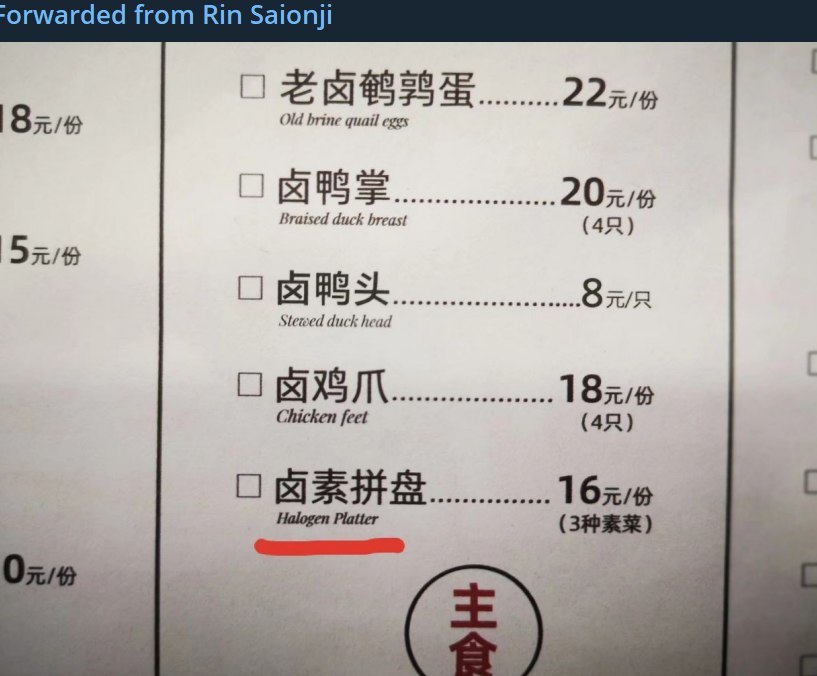 Forwarded from Rin Saionji
老卤鹌鹑蛋..........22元/份
Old brine quail eggs
18元/份
卤鸭掌....................20元/份
Braised duck breast
(4只)
5元/份
卤鸭头.......................8元/只
Stewed duck head
卤鸡爪....................18元/份
Chicken feet
(4只)
卤素拼盘..............16元/份
Halogen Platter
(3种素菜)
0元/份
主
食